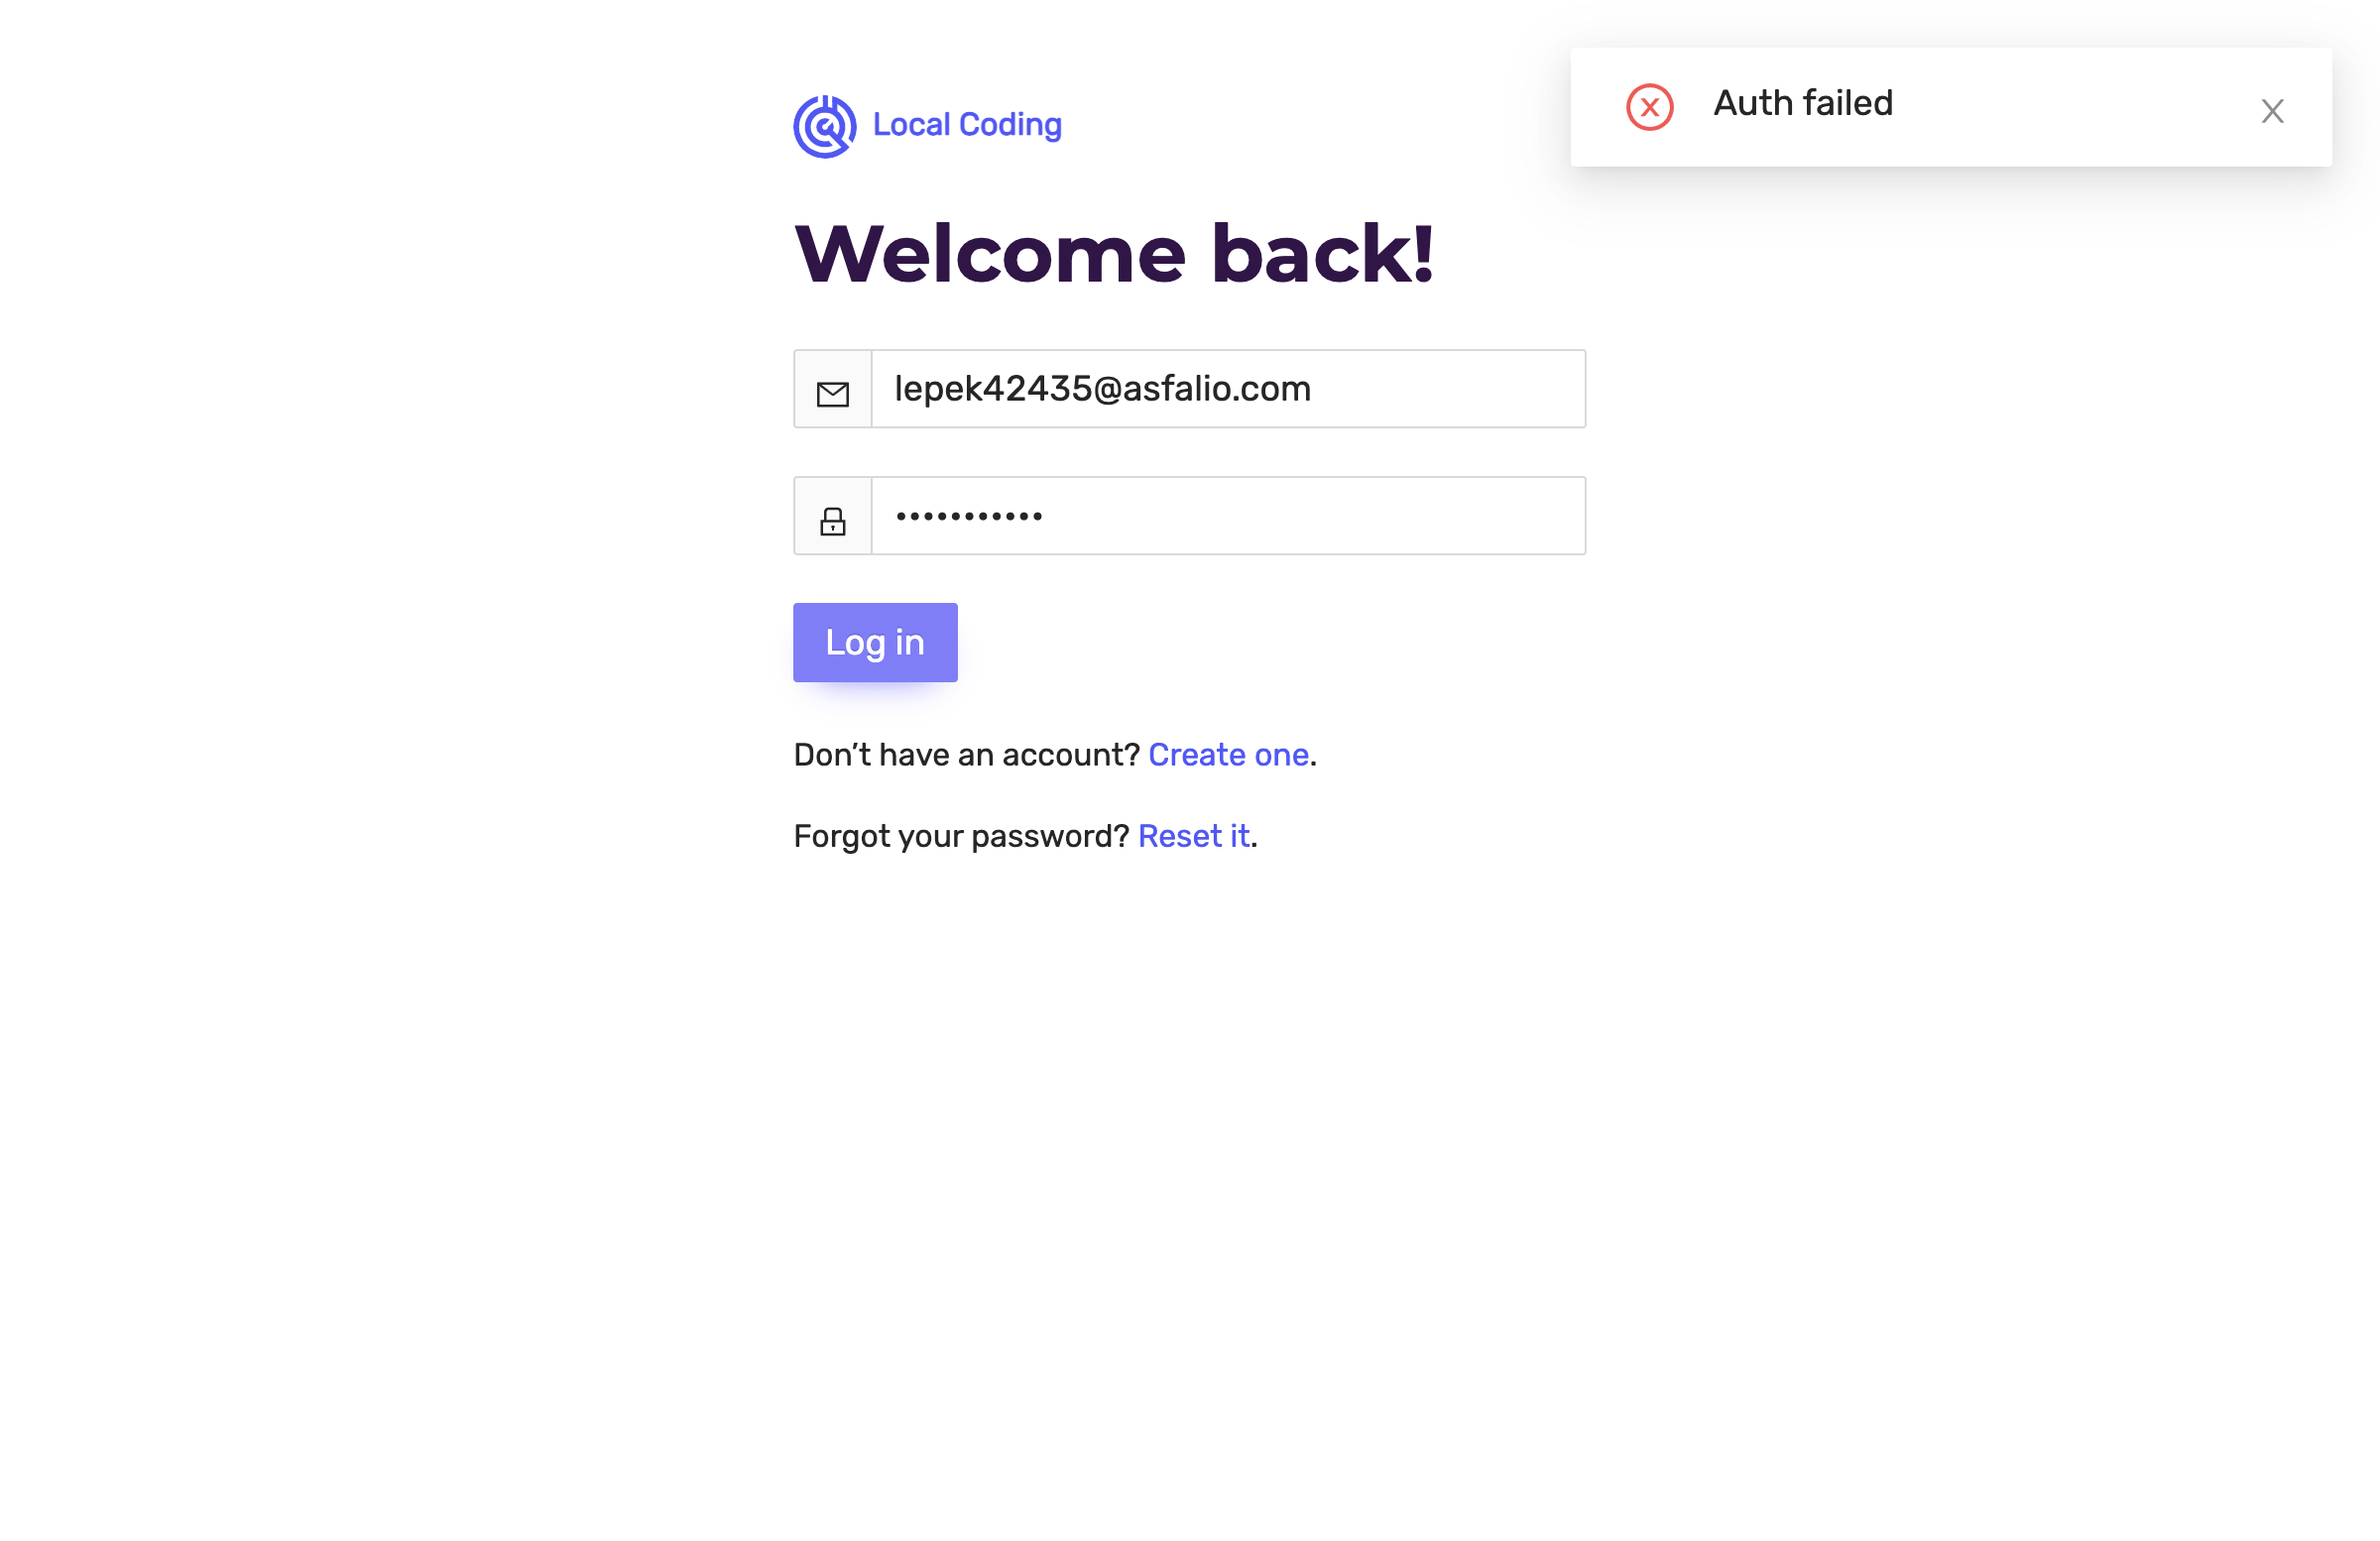 Local Coding
Auth failed
Welcome back!
lepek42435@asfalio.com
•••••••••••
Log in
Don’t have an account? Create one.
Forgot your password? Reset it.